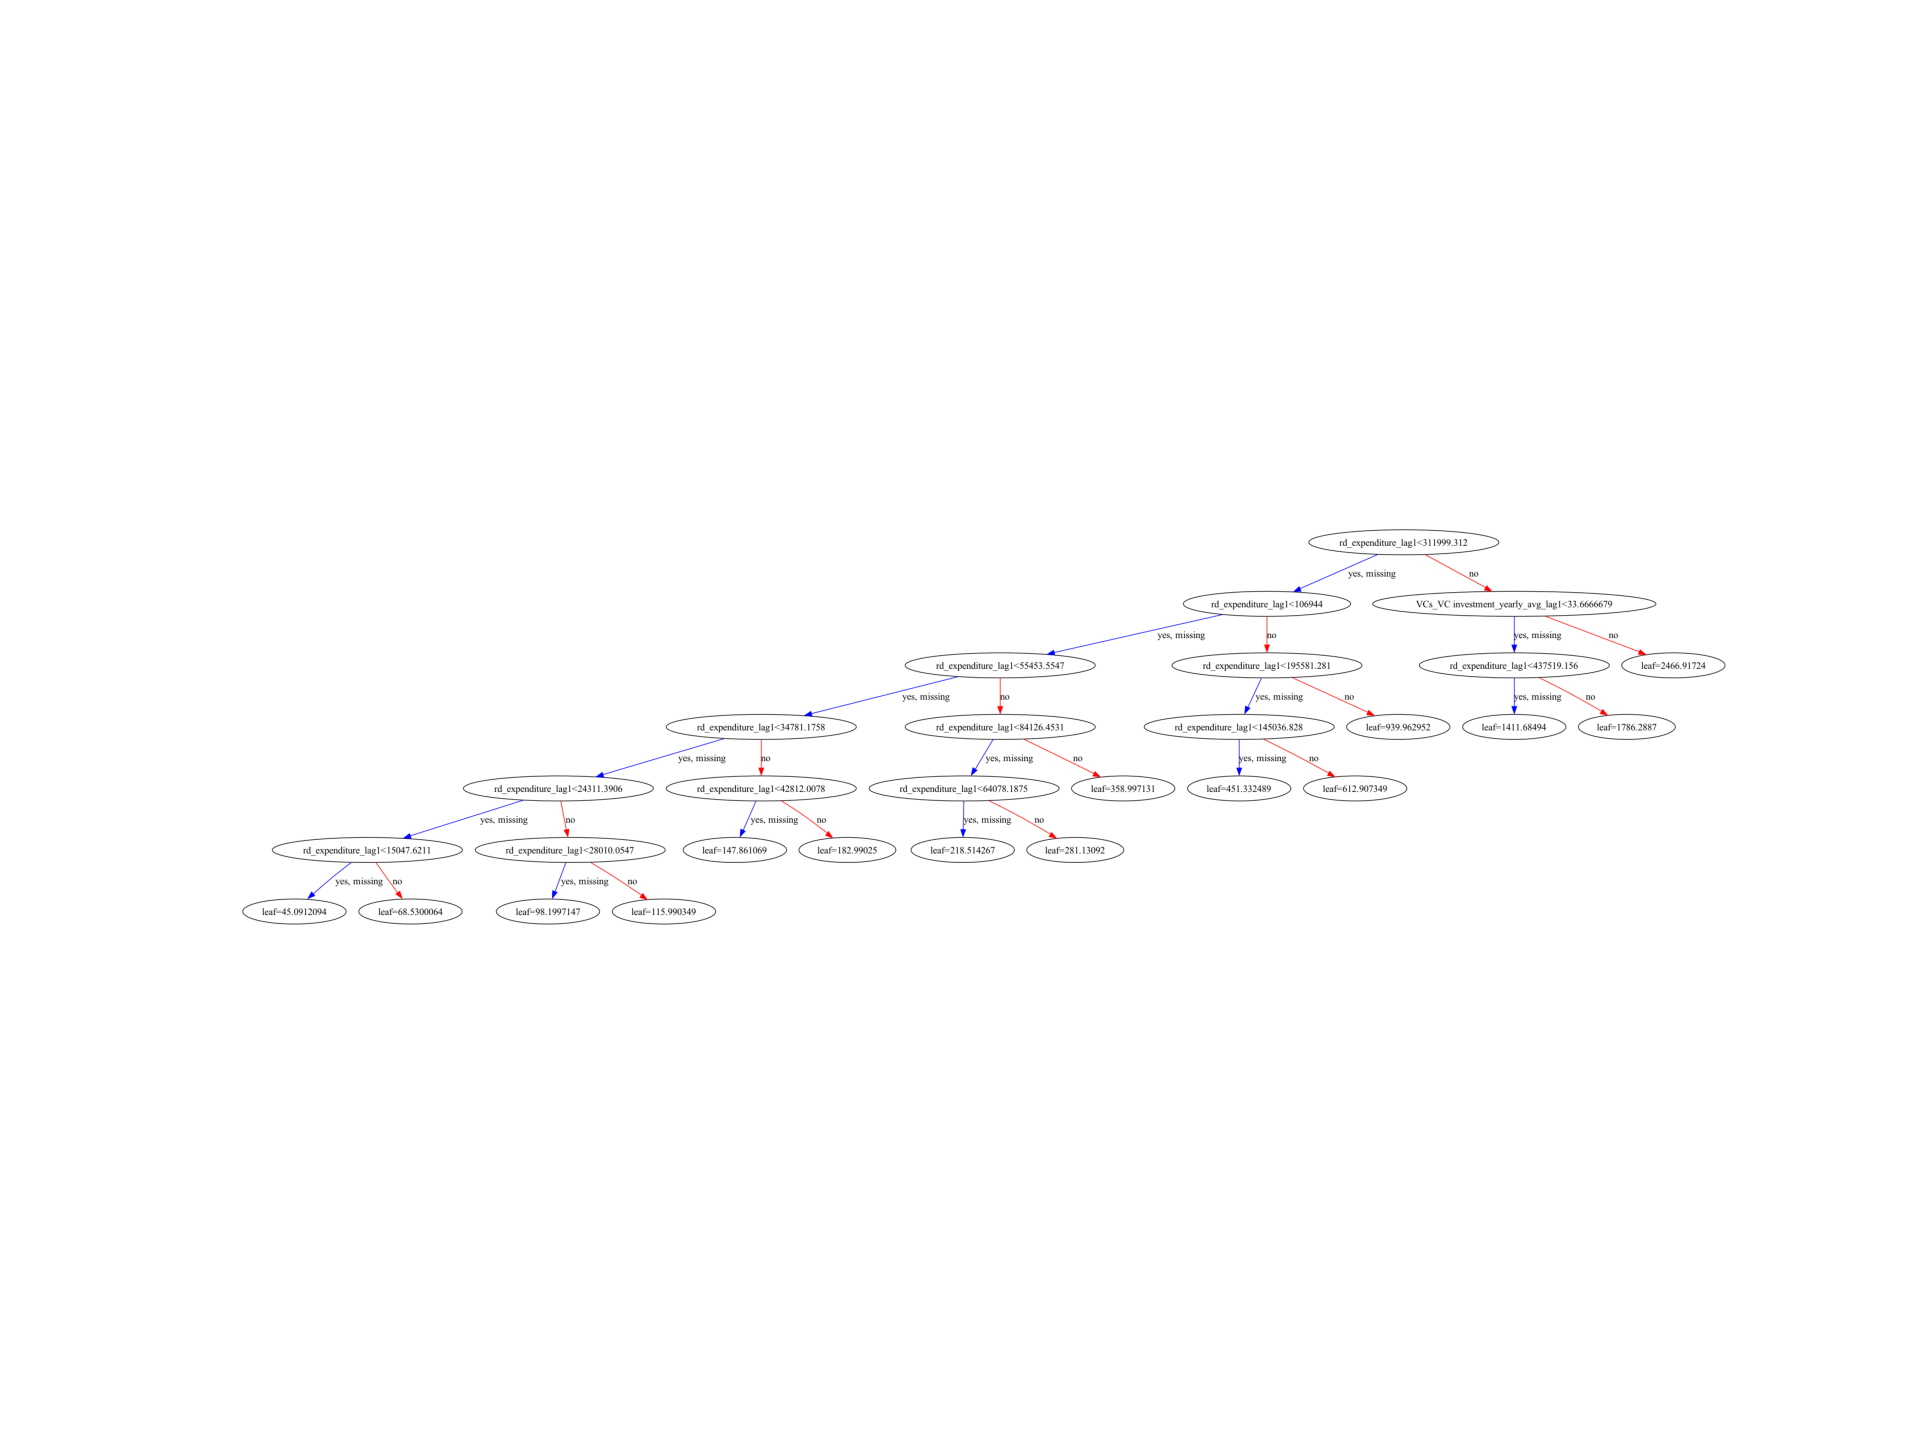 rd_expenditure_lag1<311999.312
yes, missing
no
rd_expenditure_lag1<106944
VCs_VC investment_yearly_avg_lag1<33.6666679
yes, missing
no
yes, missing
no
rd_expenditure_lag1<55453.5547
rd_expenditure_lag1<195581.281
rd_expenditure_lag1<437519.156
leaf=2466.91724
yes, missing
no
yes, missing
no
yes, missing
no
rd_expenditure_lag1<34781.1758
rd_expenditure_lag1<84126.4531
rd_expenditure_lag1<145036.828
leaf=939.962952
leaf=1411.68494
leaf=1786.2887
yes, missing
no
yes, missing
no
yes, missing
no
rd_expenditure_lag1<24311.3906
rd_expenditure_lag1<42812.0078
rd_expenditure_lag1<64078.1875
leaf=358.997131
leaf=451.332489
leaf=612.907349
yes, missing
no
yes, missing
no
yes, missing
no
rd_expenditure_lag1<15047.6211
rd_expenditure_lag1<28010.0547
leaf=147.861069
leaf=182.99025
leaf=218.514267
leaf=281.13092
yes, missing
no
yes, missing
no
leaf=45.0912094
leaf=68.5300064
leaf=98.1997147
leaf=115.990349